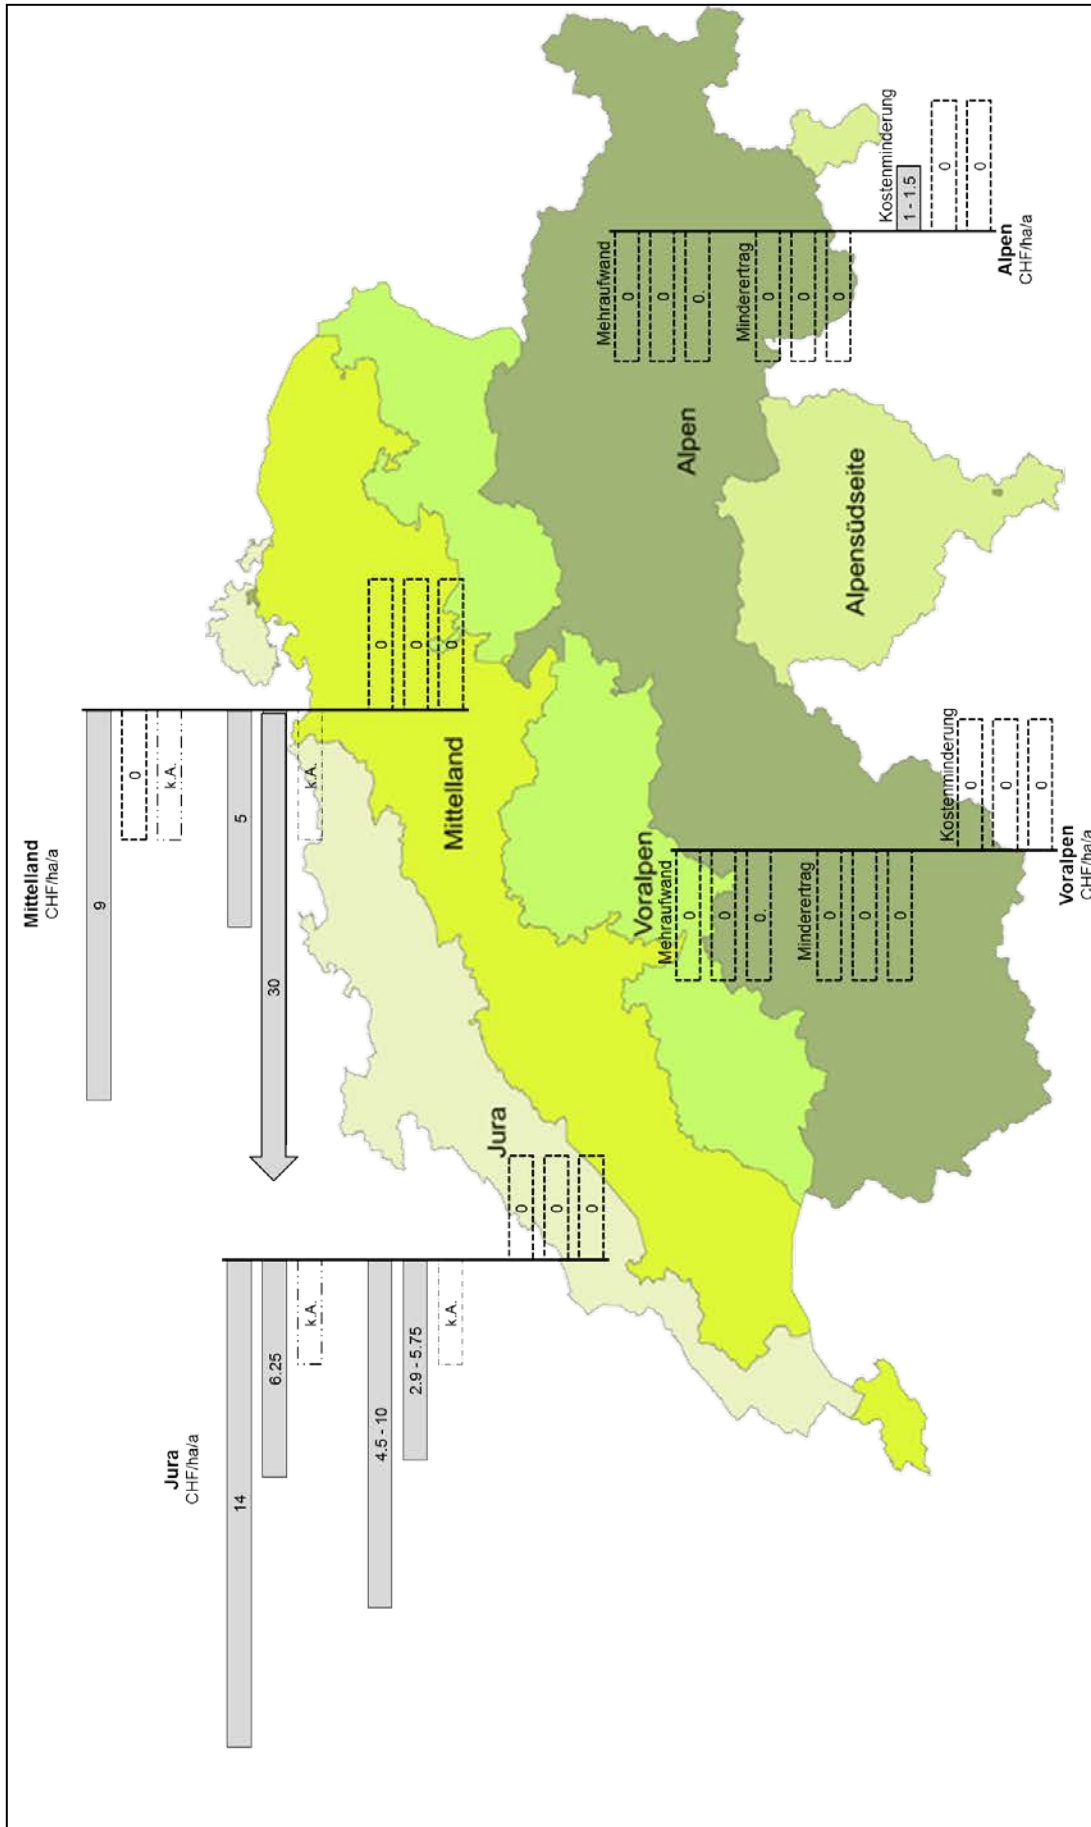 Mittelland
CHF/ha/a
9
0
k.A.
5
30
k.A.
0
0
0
Jura
CHF/ha/a
14
6.25
k.A.
4.5 - 10
2.9 - 5.75
k.A.
0
0
0
Jura
Mittelland
Voralpen
Alpen
Alpensüdseite
Mehraufwand
0
0
0.
Minderertrag
0
0
0
Kostenminderung
0
0
0
Voralpen
CHF/ha/a
Mehraufwand
0
0
0.
Minderertrag
0
0
0
Kostenminderung
1 - 1.5
0
0
Alpen
CHF/ha/a